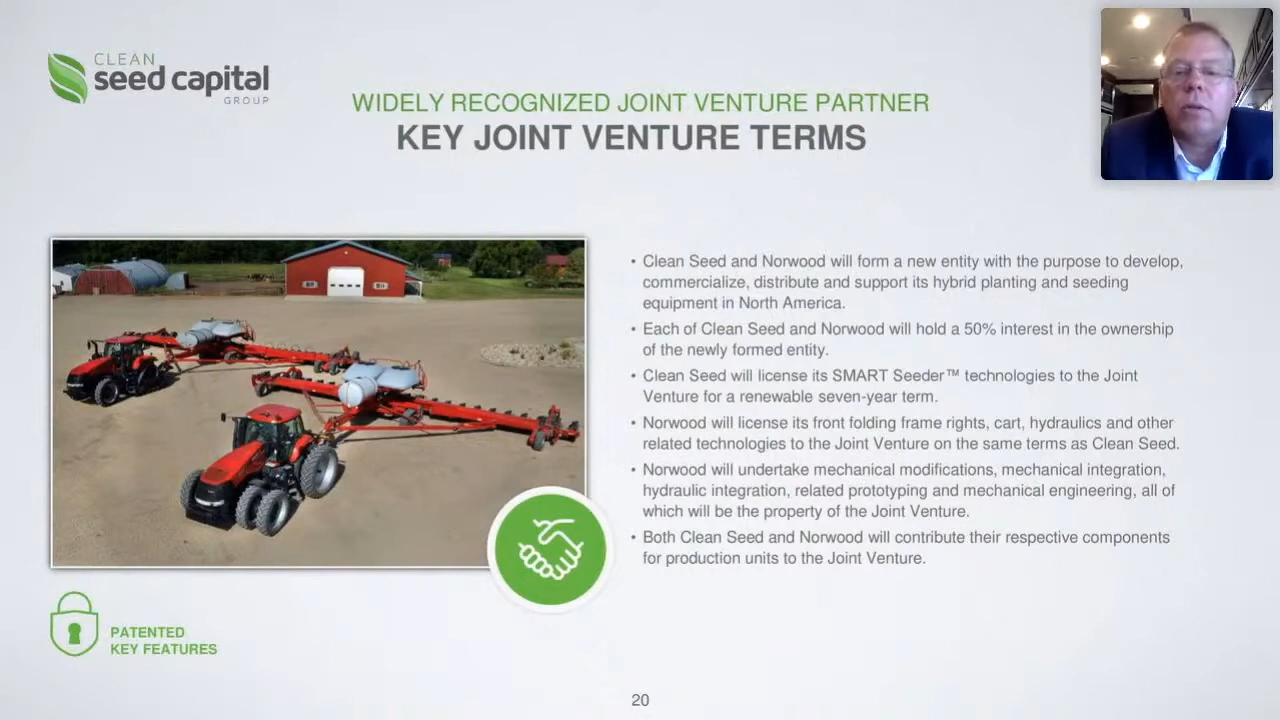 CLEAN
seed capital
GROUP
WIDELY RECOGNIZED JOINT VENTURE PARTNER
KEY JOINT VENTURE TERMS
• Clean Seed and Norwood will form a new entity with the purpose to develop,
commercialize, distribute and support its hybrid planting and seeding
equipment in North America.
• Each of Clean Seed and Norwood will hold a 50% interest in the ownership
of the newly formed entity.
• Clean Seed will license its SMART Seeder™ technologies to the Joint
Venture for a renewable seven-year term.
• Norwood will license its front folding frame rights, cart, hydraulics and other
related technologies to the Joint Venture on the same terms as Clean Seed.
• Norwood will undertake mechanical modifications, mechanical integration,
hydraulic integration, related prototyping and mechanical engineering, all of
which will be the property of the Joint Venture.
• Both Clean Seed and Norwood will contribute their respective components
for production units to the Joint Venture.
PATENTED
KEY FEATURES
20